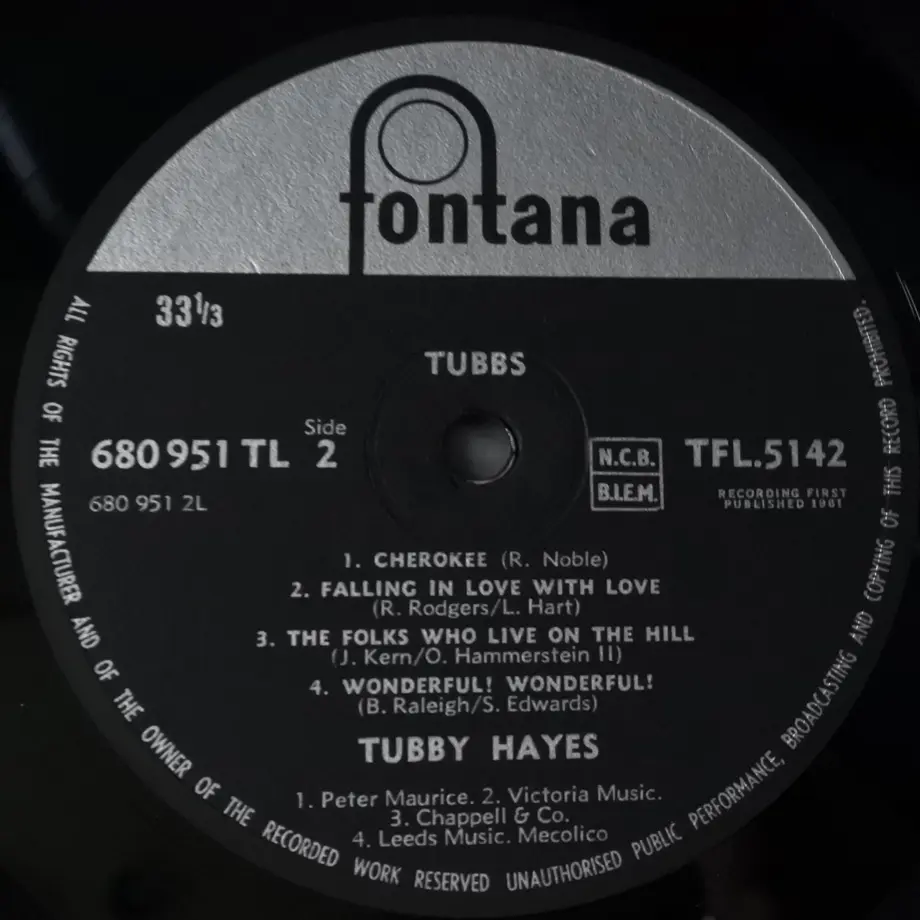 fontana
33 1/3
TUBBS
Side
680 951 TL 2
N.C.B.
B.I.E.M.
TFL.5142
680 951 2L
RECORDING FIRST
PUBLISHED 1961
1. CHEROKEE (R. Noble)
2. FALLING IN LOVE WITH LOVE
(R. Rodgers/L. Hart)
3. THE FOLKS WHO LIVE ON THE HILL
(J. Kern/O. Hammerstein II)
4. WONDERFUL! WONDERFUL!
(B. Raleigh/S. Edwards)
TUBBY HAYES
1. Peter Maurice. 2. Victoria Music.
3. Chappell & Co.
4. Leeds Music. Mecolico
ALL RIGHTS OF THE MANUFACTURER AND OF THE OWNER OF THE RECORDED WORK RESERVED UNAUTHORISED PUBLIC PERFORMANCE, BROADCASTING AND COPYING OF THIS RECORD PROHIBITED.